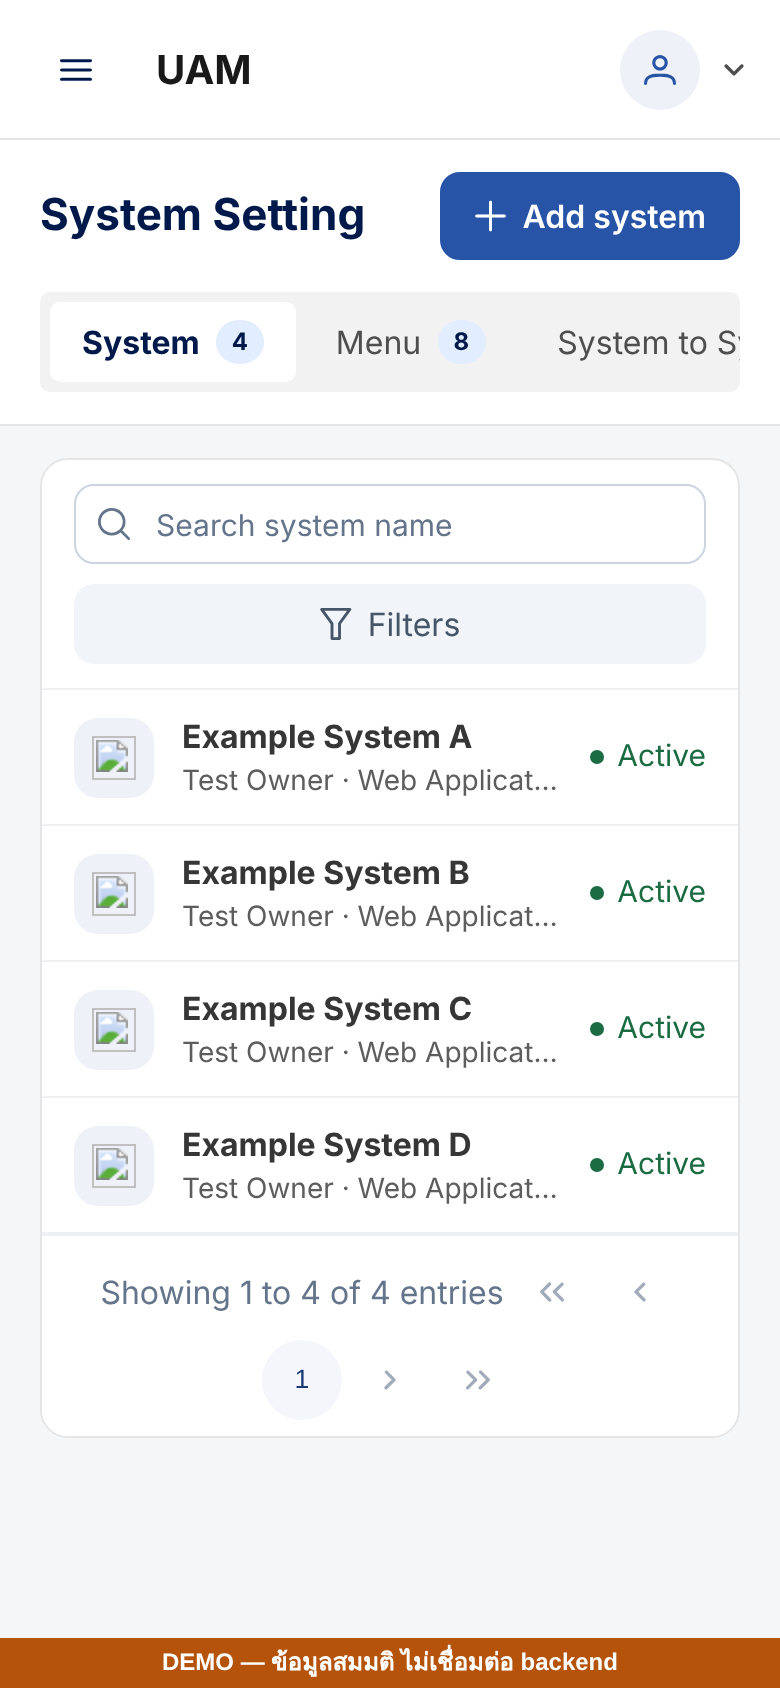 UAM
System Setting
Add system
System 4 Menu 8 System to Sy
Search system name
Filters
Example System A
Test Owner · Web Applicat...
Active
Example System B
Test Owner · Web Applicat...
Active
Example System C
Test Owner · Web Applicat...
Active
Example System D
Test Owner · Web Applicat...
Active
Showing 1 to 4 of 4 entries
1
DEMO — ข้อมูลสมมติ ไม่เชื่อมต่อ backend